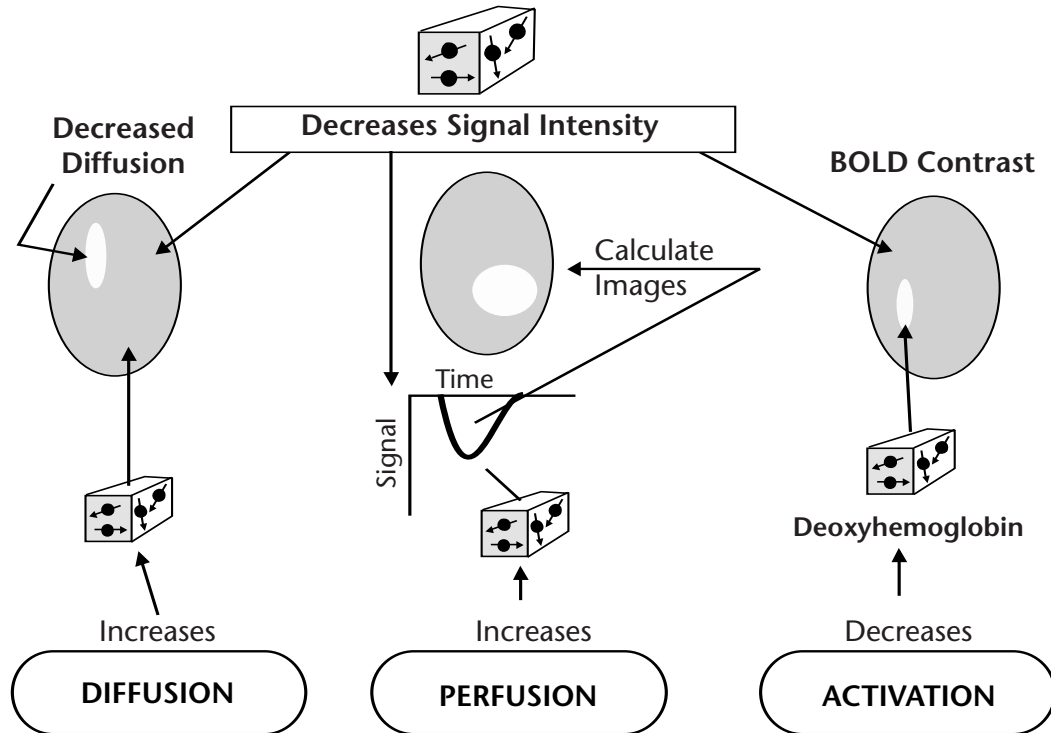 Decreases Signal Intensity
Decreased
Diffusion
BOLD Contrast
Calculate
Images
Time
Signal
Deoxyhemoglobin
Increases
Increases
Decreases
DIFFUSION
PERFUSION
ACTIVATION